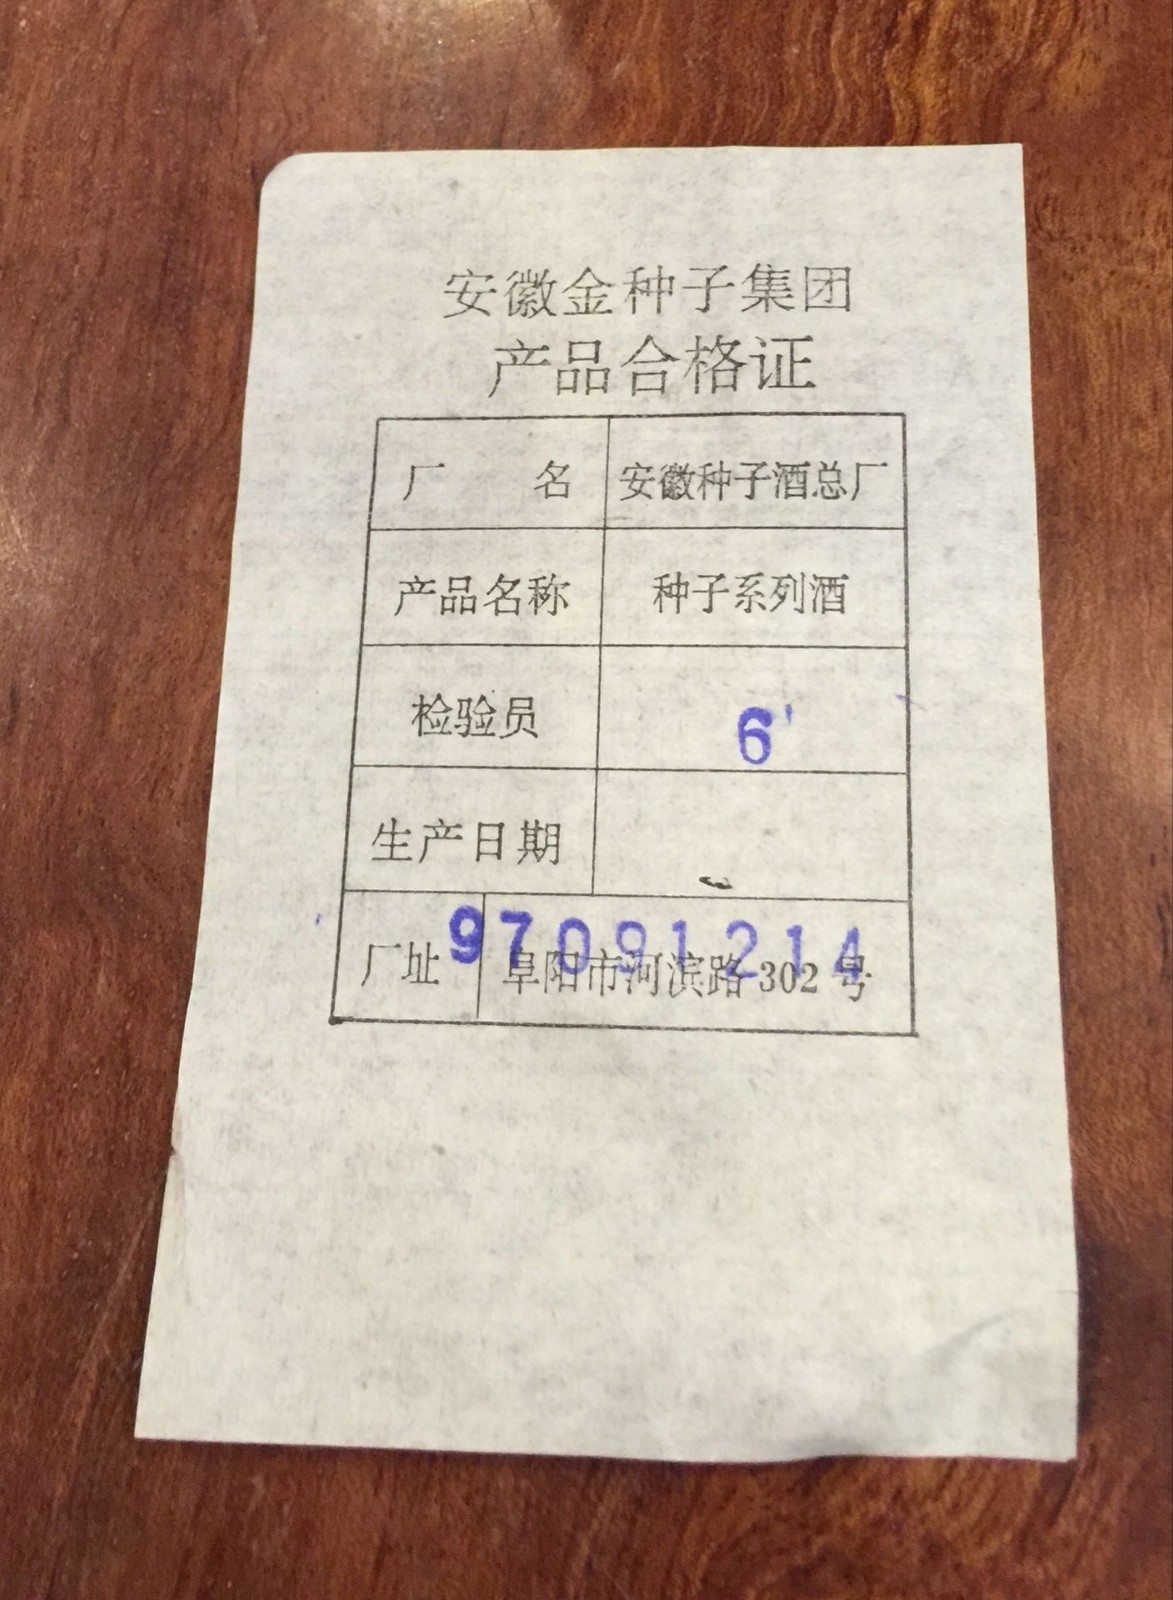 安徽金种子集团
产品合格证
厂 名 安徽种子酒总厂
产品名称 种子系列酒
检验员 6
生产日期
97091214
厂址 阜阳市河滨路302号